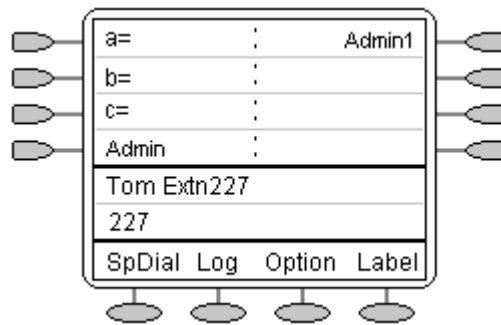 a= Admin1
b=
c=
Admin
Tom Extn227
227
SpDial Log Option Label